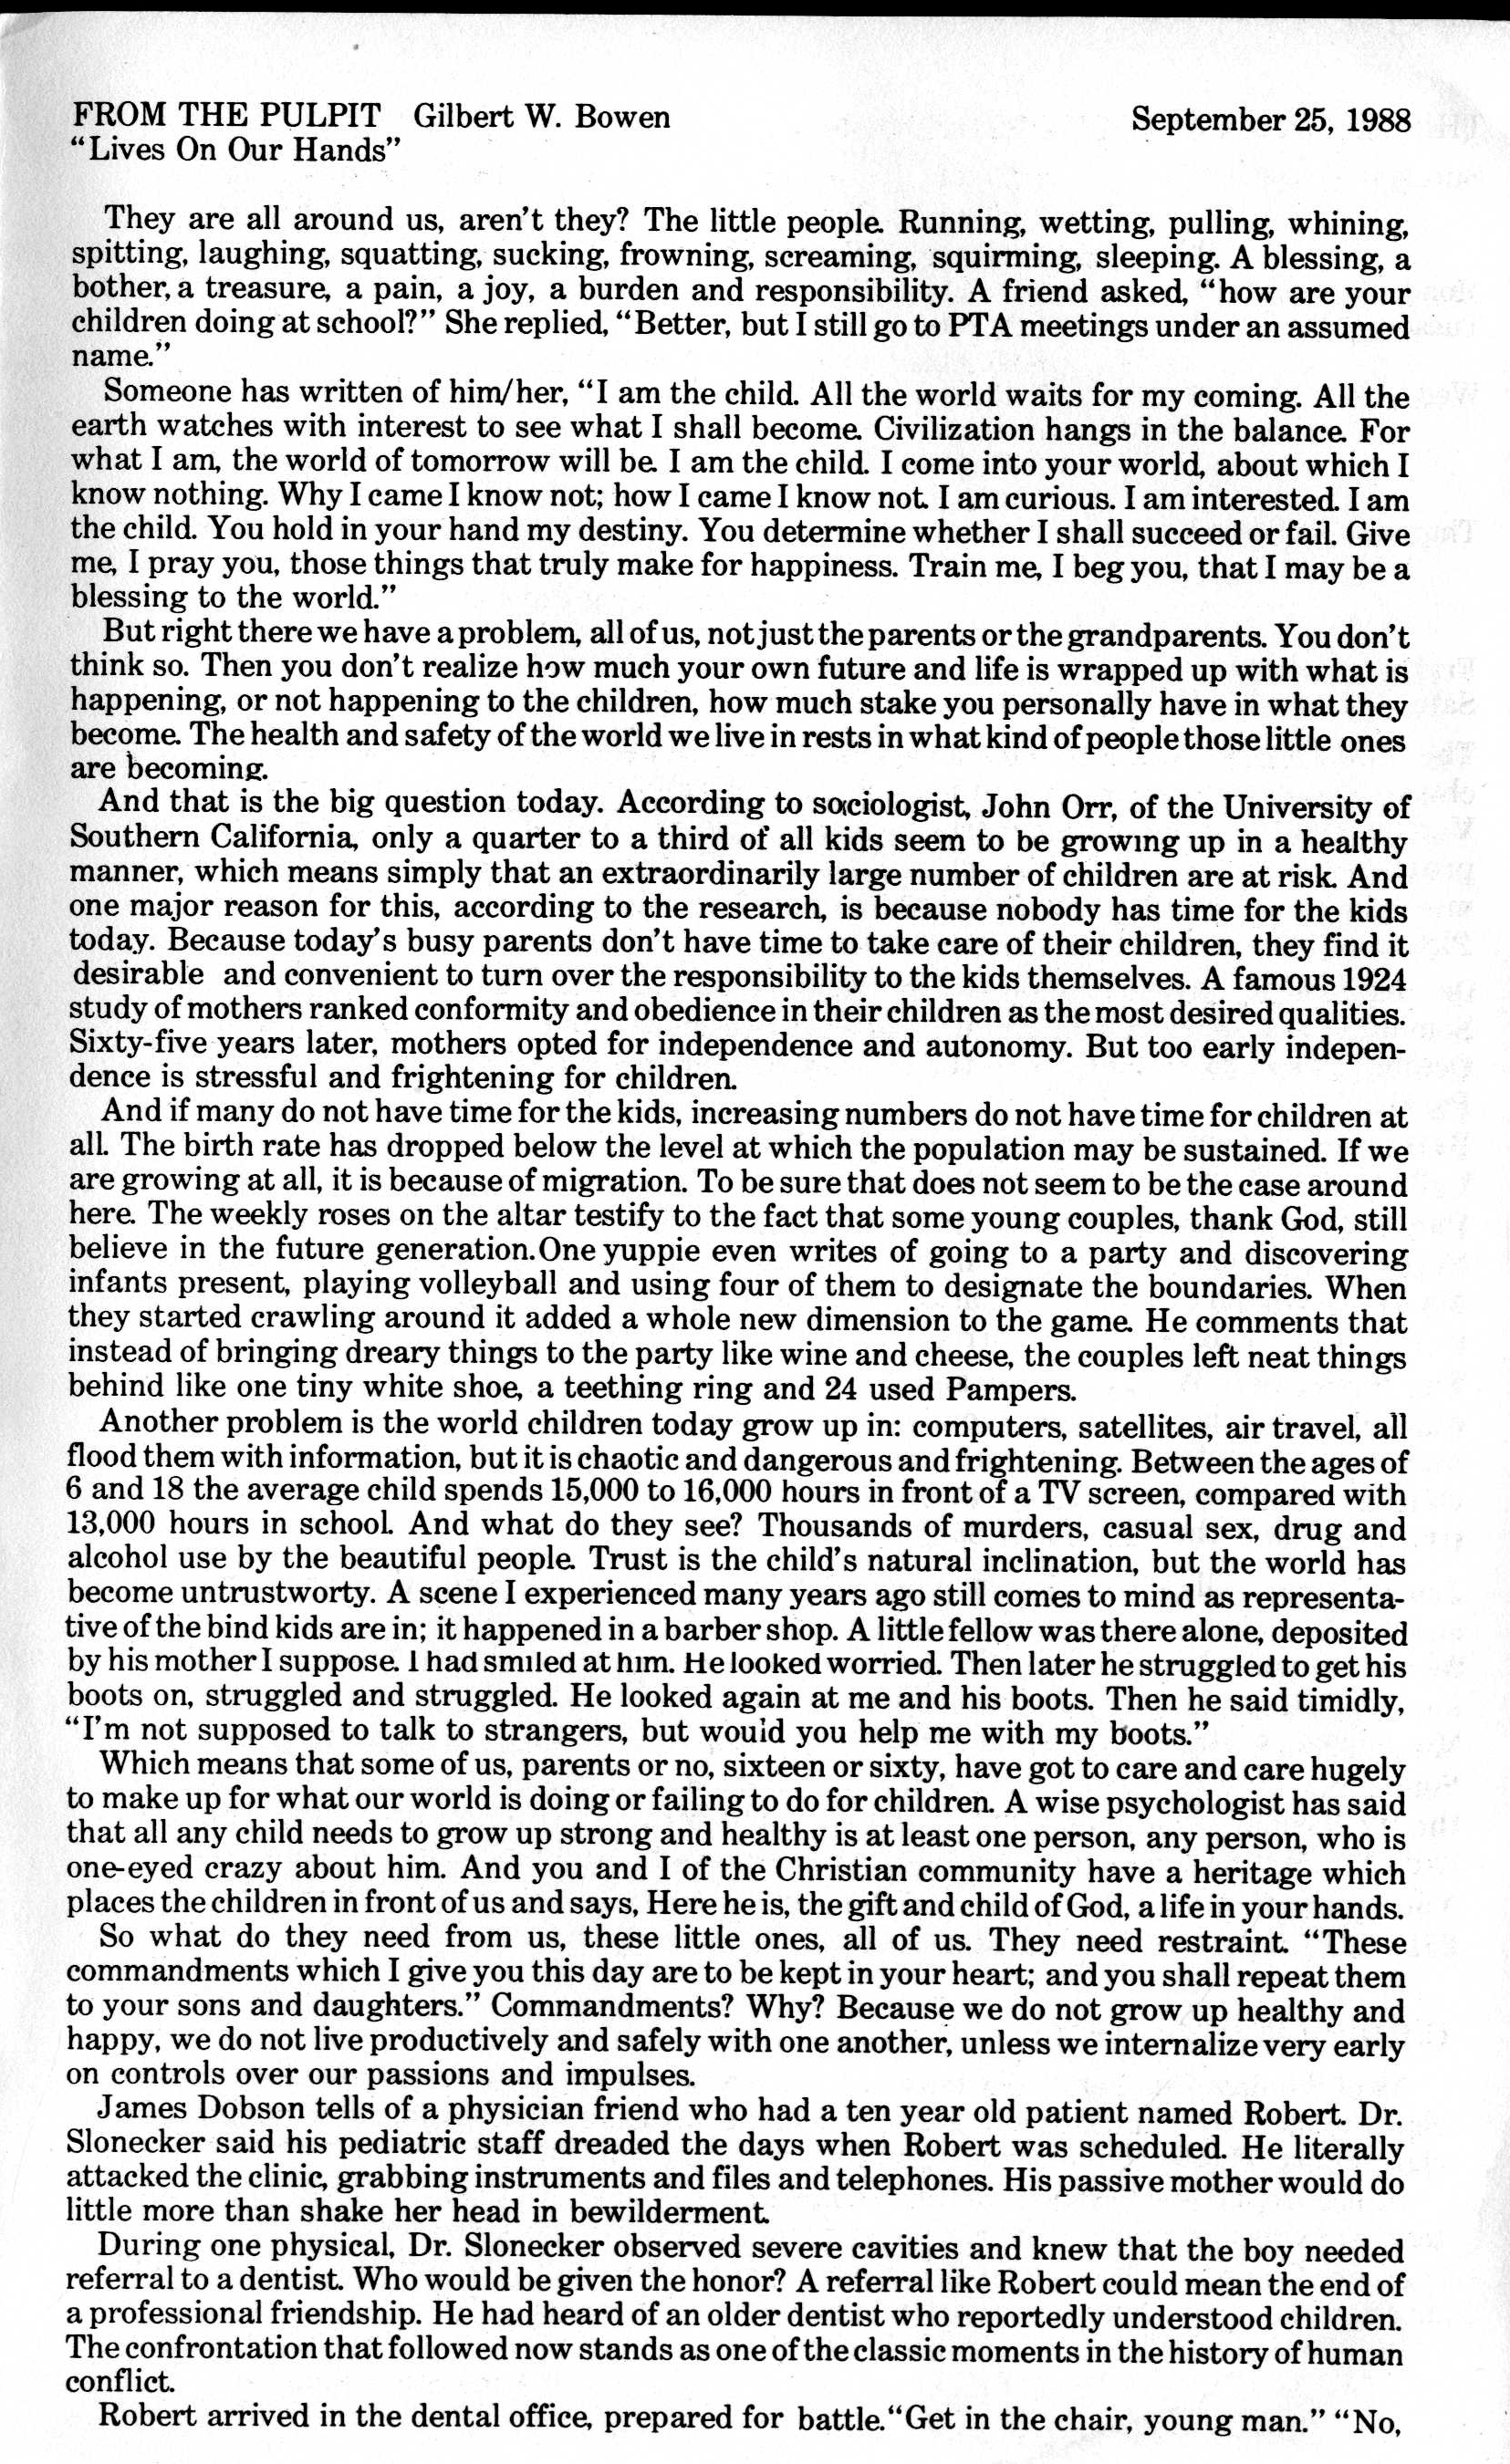 FROM THE PULPIT Gilbert W. Bowen September 25, 1988
“Lives On Our Hands”
They are all around us, aren’t they? The little people. Running, wetting, pulling, whining,
spitting, laughing, squatting, sucking, frowning, screaming, squirming, sleeping. A blessing, a
bother, a treasure, a pain, a joy, a burden and responsibility. A friend asked, “how are your
children doing at school?” She replied, “Better, but I still go to PTA meetings under an assumed
name.”
Someone has written of him/her, “I am the child. All the world waits for my coming. All the
earth watches with interest to see what I shall become. Civilization hangs in the balance. For
what I am, the world of tomorrow will be. I am the child. I come into your world, about which I
know nothing. Why I came I know not; how I came I know not. I am curious. I am interested. I am
the child. You hold in your hand my destiny. You determine whether I shall succeed or fail. Give
me, I pray you, those things that truly make for happiness. Train me, I beg you, that I may be a
blessing to the world.”
But right there we have a problem, all of us, not just the parents or the grandparents. You don’t
think so. Then you don’t realize how much your own future and life is wrapped up with what is
happening, or not happening to the children, how much stake you personally have in what they
become. The health and safety of the world we live in rests in what kind of people those little ones
are becoming.
And that is the big question today. According to sociologist, John Orr, of the University of
Southern California, only a quarter to a third of all kids seem to be growing up in a healthy
manner, which means simply that an extraordinarily large number of children are at risk. And
one major reason for this, according to the research, is because nobody has time for the kids
today. Because today’s busy parents don’t have time to take care of their children, they find it
desirable and convenient to turn over the responsibility to the kids themselves. A famous 1924
study of mothers ranked conformity and obedience in their children as the most desired qualities.
Sixty-five years later, mothers opted for independence and autonomy. But too early indepen-
dence is stressful and frightening for children.
And if many do not have time for the kids, increasing numbers do not have time for children at
all. The birth rate has dropped below the level at which the population may be sustained. If we
are growing at all, it is because of migration. To be sure that does not seem to be the case around
here. The weekly roses on the altar testify to the fact that some young couples, thank God, still
believe in the future generation.One yuppie even writes of going to a party and discovering
infants present, playing volleyball and using four of them to designate the boundaries. When
they started crawling around it added a whole new dimension to the game. He comments that
instead of bringing dreary things to the party like wine and cheese, the couples left neat things
behind like one tiny white shoe, a teething ring and 24 used Pampers.
Another problem is the world children today grow up in: computers, satellites, air travel, all
flood them with information, but it is chaotic and dangerous and frightening. Between the ages of
6 and 18 the average child spends 15,000 to 16,000 hours in front of a TV screen, compared with
13,000 hours in school. And what do they see? Thousands of murders, casual sex, drug and
alcohol use by the beautiful people. Trust is the child’s natural inclination, but the world has
become untrustworty. A scene I experienced many years ago still comes to mind as representa-
tive of the bind kids are in; it happened in a barber shop. A little fellow was there alone, deposited
by his mother I suppose. I had smiled at him. He looked worried. Then later he struggled to get his
boots on, struggled and struggled. He looked again at me and his boots. Then he said timidly,
“I’m not supposed to talk to strangers, but would you help me with my boots.”
Which means that some of us, parents or no, sixteen or sixty, have got to care and care hugely
to make up for what our world is doing or failing to do for children. A wise psychologist has said
that all any child needs to grow up strong and healthy is at least one person, any person, who is
one-eyed crazy about him. And you and I of the Christian community have a heritage which
places the children in front of us and says, Here he is, the gift and child of God, a life in your hands.
So what do they need from us, these little ones, all of us. They need restraint. “These
commandments which I give you this day are to be kept in your heart; and you shall repeat them
to your sons and daughters.” Commandments? Why? Because we do not grow up healthy and
happy, we do not live productively and safely with one another, unless we internalize very early
on controls over our passions and impulses.
James Dobson tells of a physician friend who had a ten year old patient named Robert. Dr.
Slonecker said his pediatric staff dreaded the days when Robert was scheduled. He literally
attacked the clinic, grabbing instruments and files and telephones. His passive mother would do
little more than shake her head in bewilderment.
During one physical, Dr. Slonecker observed severe cavities and knew that the boy needed
referral to a dentist. Who would be given the honor? A referral like Robert could mean the end of
a professional friendship. He had heard of an older dentist who reportedly understood children.
The confrontation that followed now stands as one of the classic moments in the history of human
conflict.
Robert arrived in the dental office, prepared for battle.“Get in the chair, young man.” “No,